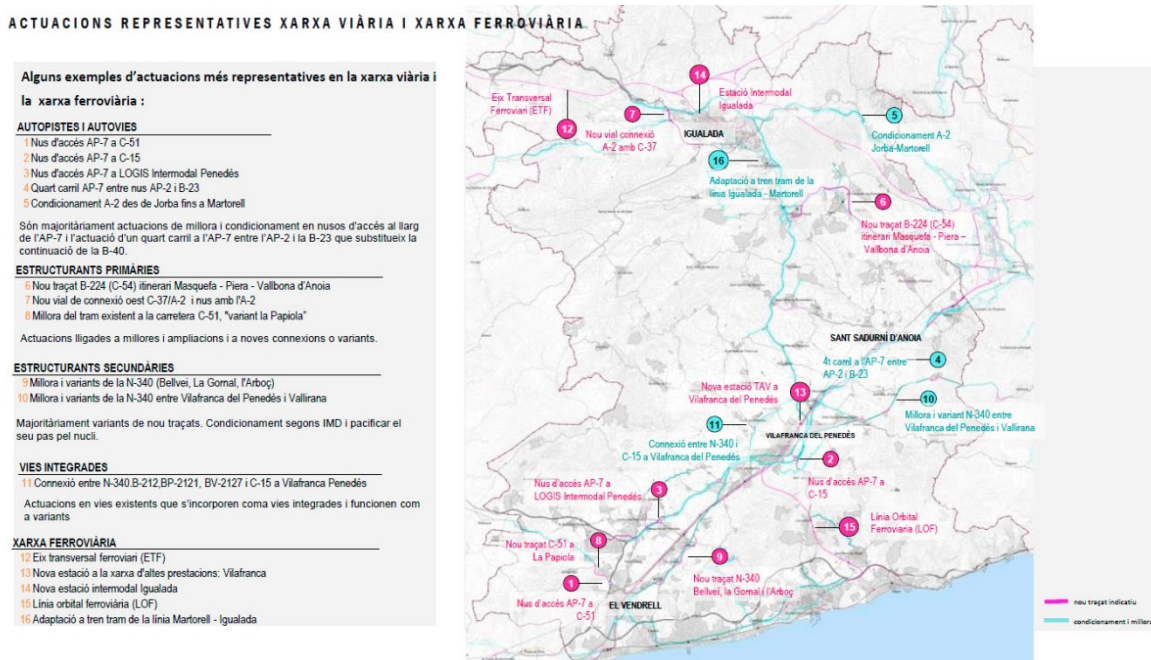 ACTUACIONS REPRESENTATIVES XARXA VIÀRIA I XARXA FERROVIÀRIA
Alguns exemples d'actuacions més representatives en la xarxa viària i
la xarxa ferroviària :
AUTOPISTES I AUTOVIES
1 Nus d'accés AP-7 a C-51
2 Nus d'accés AP-7 a C-15
3 Nus d'accés AP-7 a LOGIS Intermodal Penedès
4 Quart carril AP-7 entre nus AP-2 i B-23
5 Condicionament A-2 des de Jorba fins a Martorell
Són majoritàriament actuacions de millora i condicionament en nusos d'accés al llarg
de l'AP-7 i l'actuació d'un quart carril a l'AP-7 entre l'AP-2 i la B-23 que substitueix la
continuació de la B-40.
ESTRUCTURANTS PRIMÀRIES
6 Nou traçat B-224 (C-54) itinerari Masquefa - Piera - Vallbona d'Anoia
7 Nou vial de connexió oest C-37/A-2 i nus amb l'A-2
8 Millora del tram existent a la carretera C-51, "variant la Papiola"
Actuacions lligades a millores i ampliacions i a noves connexions o variants.
ESTRUCTURANTS SECUNDÀRIES
9 Millora i variants de la N-340 (Bellvei, La Gornal, l'Arboç)
10 Millora i variants de la N-340 entre Vilafranca del Penedès i Vallirana
Majoritàriament variants de nou traçats. Condicionament segons IMD i pacificar el
seu pas pel nucli.
VIES INTEGRADES
11 Connexió entre N-340.B-212,BP-2121, BV-2127 i C-15 a Vilafranca Penedès
Actuacions en vies existents que s'incorporen coma vies integrades i funcionen com
a variants
XARXA FERROVIÀRIA
12 Eix transversal ferroviari (ETF)
13 Nova estació a la xarxa d'altes prestacions: Vilafranca
14 Nova estació intermodal Igualada
15 Línia orbital ferroviària (LOF)
16 Adaptació a tren tram de la línia Martorell - Igualada
14
Estació Intermodal
Igualada
Eix Transversal
Ferroviari (ETF)
12
7
Nou vial connexió
A-2 amb C-37
IGUALADA
5
Condicionament A-2
Jorba-Martorell
16
Adaptació a tren tram de la
línia Igualada - Martorell
6
Nou traçat B-224 (C-54)
itinerari Masquefa - Piera –
Vallbona d'Anoia
SANT SADURNÍ D'ANOIA
4
4t carril a l'AP-7 entre
AP-2 i B-23
Nova estació TAV a
Vilafranca del Penedés
13
10
Millora i variant N-340 entre
Vilafranca del Penedès i Vallirana
11
VILAFRANCA DEL PENEDÈS
Connexió entre N-340 i
C-15 a Vilafranca del Penedès
2
Nus d'accés AP-7 a
C-15
Nus d'accés AP-7 a
LOGIS Intermodal Penedès
3
Línia Orbital
Ferroviaria (LOF)
15
8
Nou traçat C-51 a
La Papiola
9
Nou traçat N-340
Bellvei, la Gornal i l'Arboç
1
Nus d'accés AP-7 a
C-51
EL VENDRELL
nou traçat indicatiu
condicionament i millora